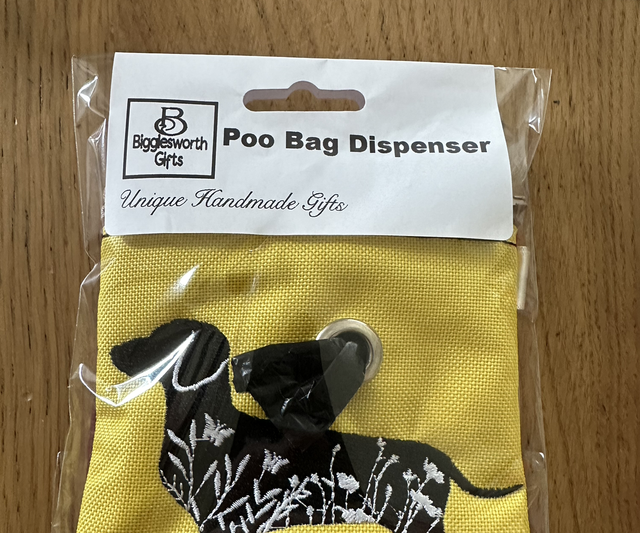 B
Bigglesworth
Gifts
Poo Bag Dispenser
Unique Handmade Gifts